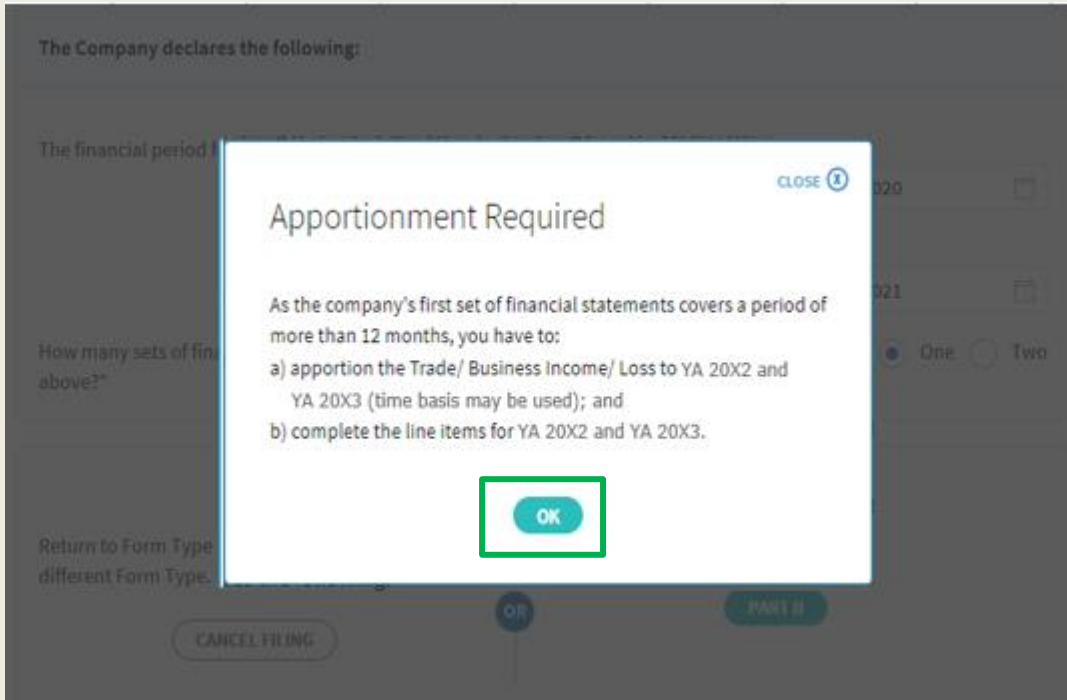 The Company declares the following:
The financial period
CLOSE
020
Apportionment Required
021
As the company's first set of financial statements covers a period of
more than 12 months, you have to:
How many sets of fin
One
Two
above?"
a) apportion the Trade/ Business Income/ Loss to YA 20X2 and
YA 20X3 (time basis may be used); and
b) complete the line items for YA 20X2 and YA 20X3.
OK
Return to Form Type
different Form Type.
OR
PART II
CANCEL FILING